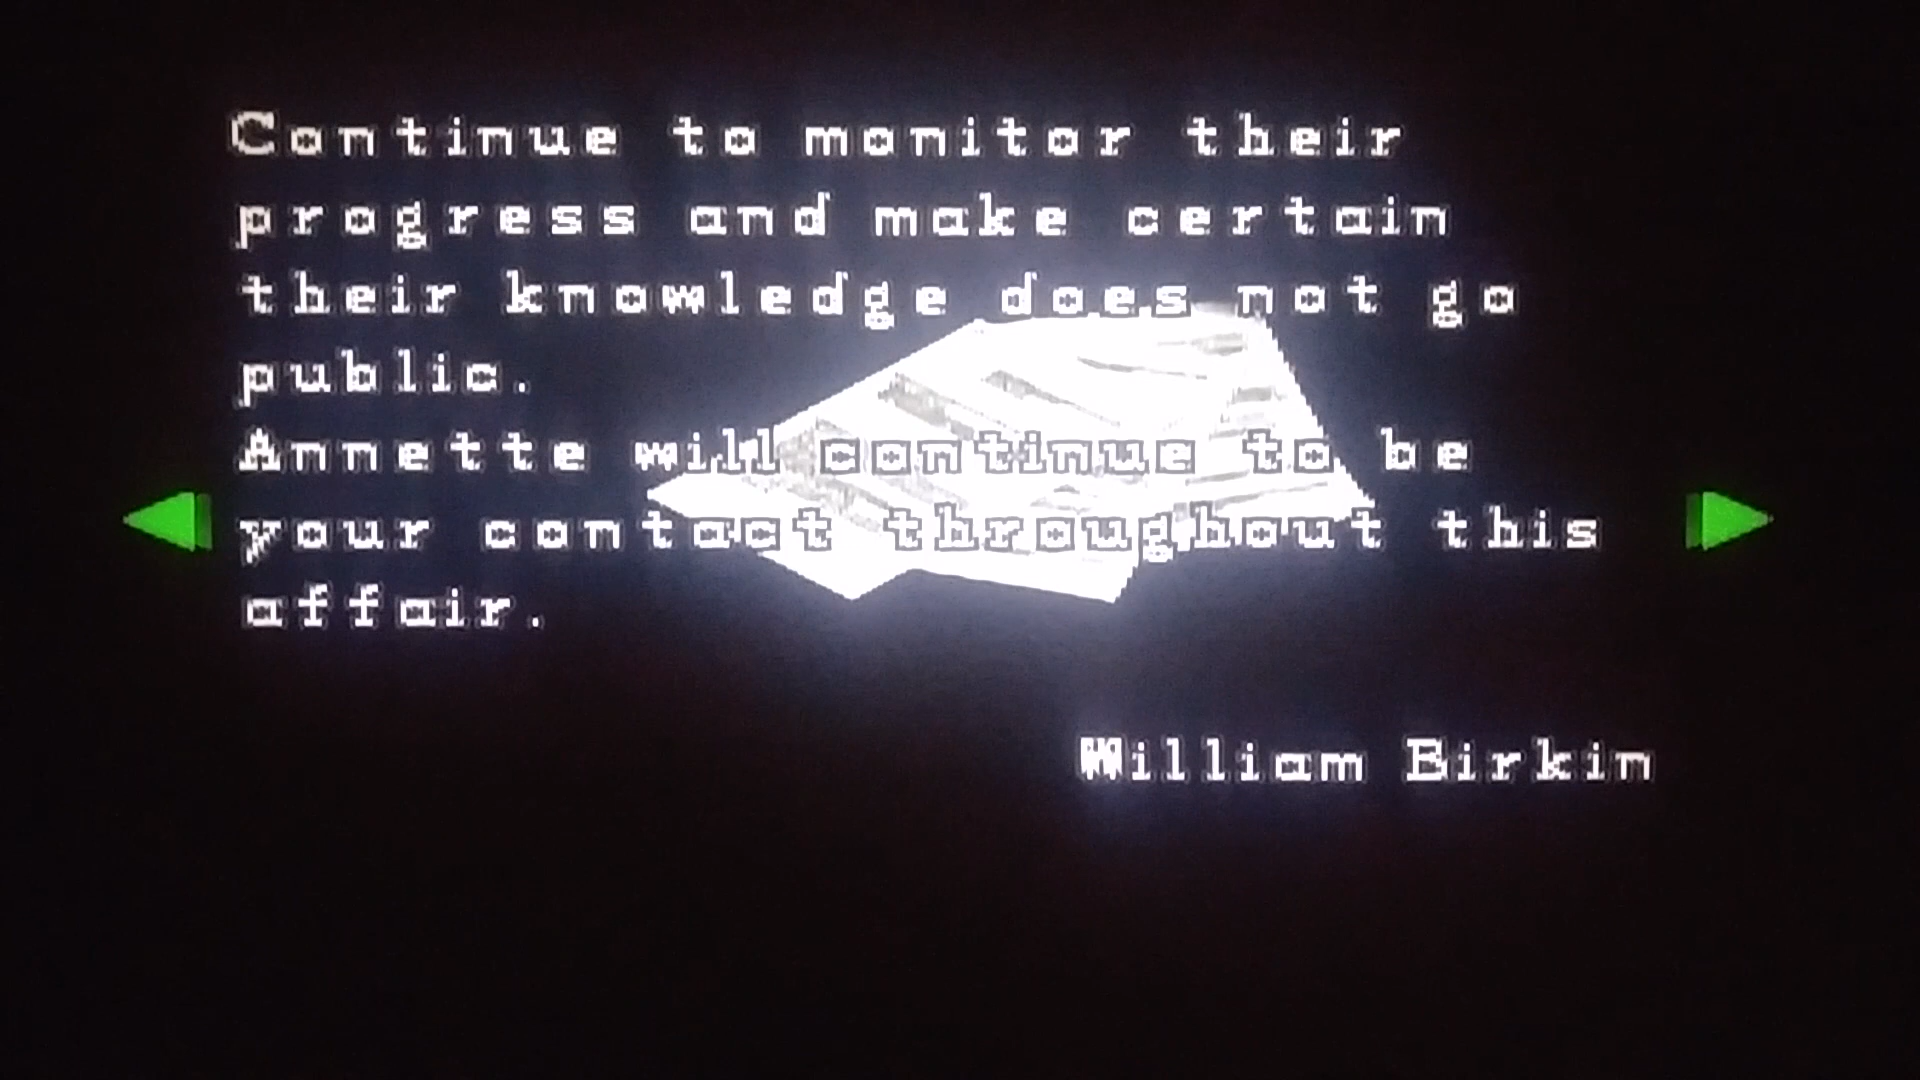 Continue to monitor their
progress and make certain
their knowledge does not go
public.
Annette will continue to be
your contact throughout this
affair.
William Birkin